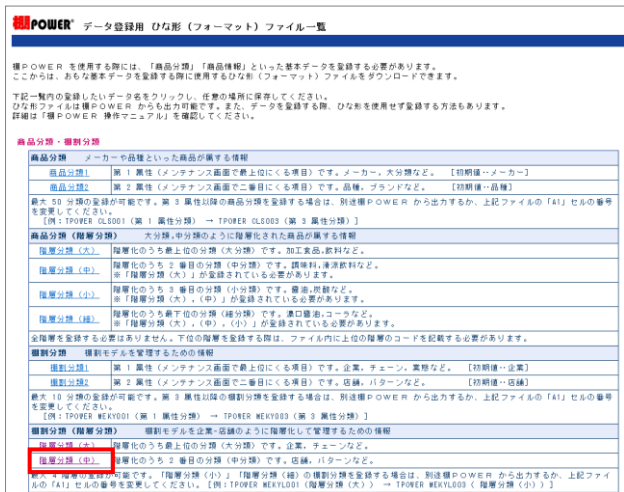 棚POWER® データ登録用 ひな形（フォーマット）ファイル一覧
棚ＰＯＷＥＲ を使用する際には、「商品分類」「商品情報」といった基本データを登録する必要があります。
ここからは、おもな基本データを登録する際に使用するひな形（フォーマット）ファイルをダウンロードできます。
下記一覧内の登録したいデータ名をクリックし、任意の場所に保存してください。
ひな形ファイルは棚ＰＯＷＥＲ からも出力可能です。また、データを登録する際、ひな形を使用せず登録する方法もあります。
詳細は「棚ＰＯＷＥＲ 操作マニュアル」を確認してください。
商品分類・棚割分類
商品分類 メーカーや品種といった商品が属する情報
商品分類1 第 1 属性（メンテナンス画面で最上位にくる項目）です。メーカー、大分類など。 [初期値‥メーカー]
商品分類2 第 2 属性（メンテナンス画面で二番目にくる項目）です。品種、ブランドなど。 [初期値‥品種]
最大 50 分類の登録が可能です。第 3 属性以降の商品分類を登録する場合は、別途棚ＰＯＷＥＲ から出力するか、上記ファイルの「A1」セルの番号
を変更してください。
[例：TPOWER CLS001（第 1 属性分類） → TPOWER CLS003（第 3 属性分類）]
商品分類（階層分類） 大分類,中分類のように階層化された商品が属する情報
階層分類（大） 階層化のうち最上位の分類（大分類）です。加工食品,飲料など。
階層分類（中） 階層化のうち 2 番目の分類（中分類）です。調味料,清涼飲料など。
※「階層分類（大）」が登録されている必要があります。
階層分類（小） 階層化のうち 3 番目の分類（小分類）です。醤油,炭酸など。
※「階層分類（大）,（中）」が登録されている必要があります。
階層分類（細） 階層化のうち最下位の分類（細分類）です。濃口醤油,コーラなど。
※「階層分類（大）,（中）,（小）」が登録されている必要があります。
全階層を登録する必要はありません。下位の階層を登録する際は、ファイル内に上位の階層のコードを記載する必要があります。
棚割分類 棚割モデルを管理するための情報
棚割分類1 第 1 属性（メンテナンス画面で最上位にくる項目）です。企業、チェーン、業態など。 [初期値‥企業]
棚割分類2 第 2 属性（メンテナンス画面で二番目にくる項目）です。店舗、パターンなど。 [初期値‥店舗]
最大 10 分類の登録が可能です。第 3 属性以降の棚割分類を登録する場合は、別途棚ＰＯＷＥＲ から出力するか、上記ファイルの「A1」セルの番号
を変更してください。
[例：TPOWER WEKY001（第 1 属性分類） → TPOWER WEKY003（第 3 属性分類）]
棚割分類（階層分類） 棚割モデルを企業-店舗のように階層化して管理するための情報
階層分類（大） 階層化のうち最上位の分類（大分類）です。企業、チェーンなど。
階層分類（中） 階層化のうち 2 番目の分類（中分類）です。店舗、パターンなど。
最大 4 階層の登録が可能です。「階層分類（小）」「階層分類（細）の棚割分類を登録する場合は、別途棚ＰＯＷＥＲ から出力するか、上記ファイ
ルの「A1」セルの番号を変更してください。[例：TPOWER WEKYLO01（階層分類（大）） → TPOWER WEKYLO03（ 階層分類（小））]